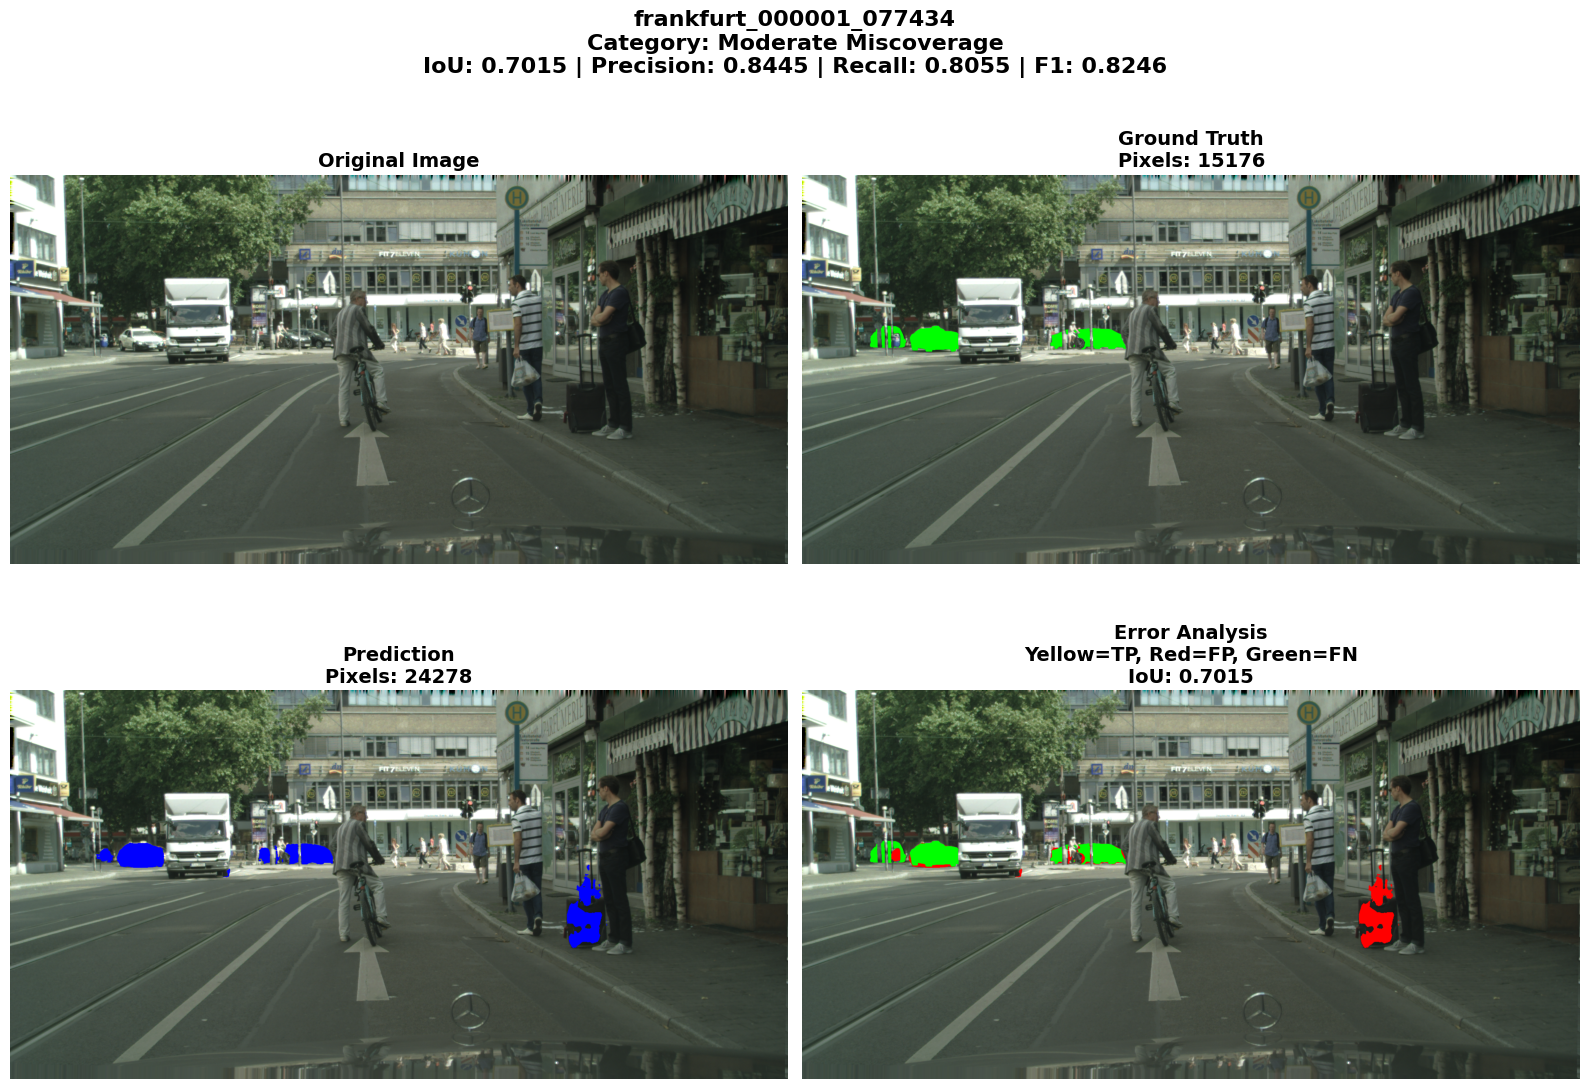 frankfurt_000001_077434
Category: Moderate Miscoverage
IoU: 0.7015 | Precision: 0.8445 | Recall: 0.8055 | F1: 0.8246
Original Image
Ground Truth
Pixels: 15176
H
H
Prediction
Pixels: 24278
Error Analysis
Yellow=TP, Red=FP, Green=FN
IoU: 0.7015
H
H